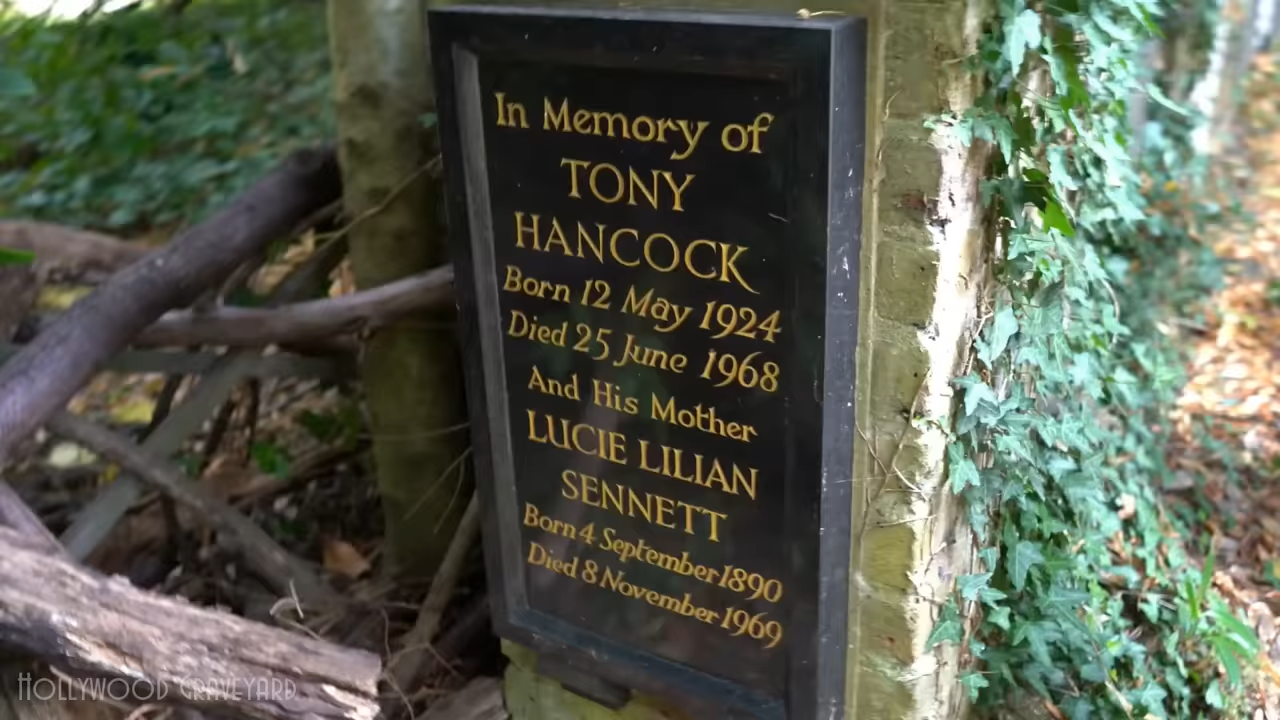 In Memory of
TONY
HANCOCK
Born 12 May 1924
Died 25 June 1968
And His Mother
LUCIE LILIAN
SENNETT
Born 4 September 1890
Died 8 November 1969
HOLLYWOOD GRAVEYARD